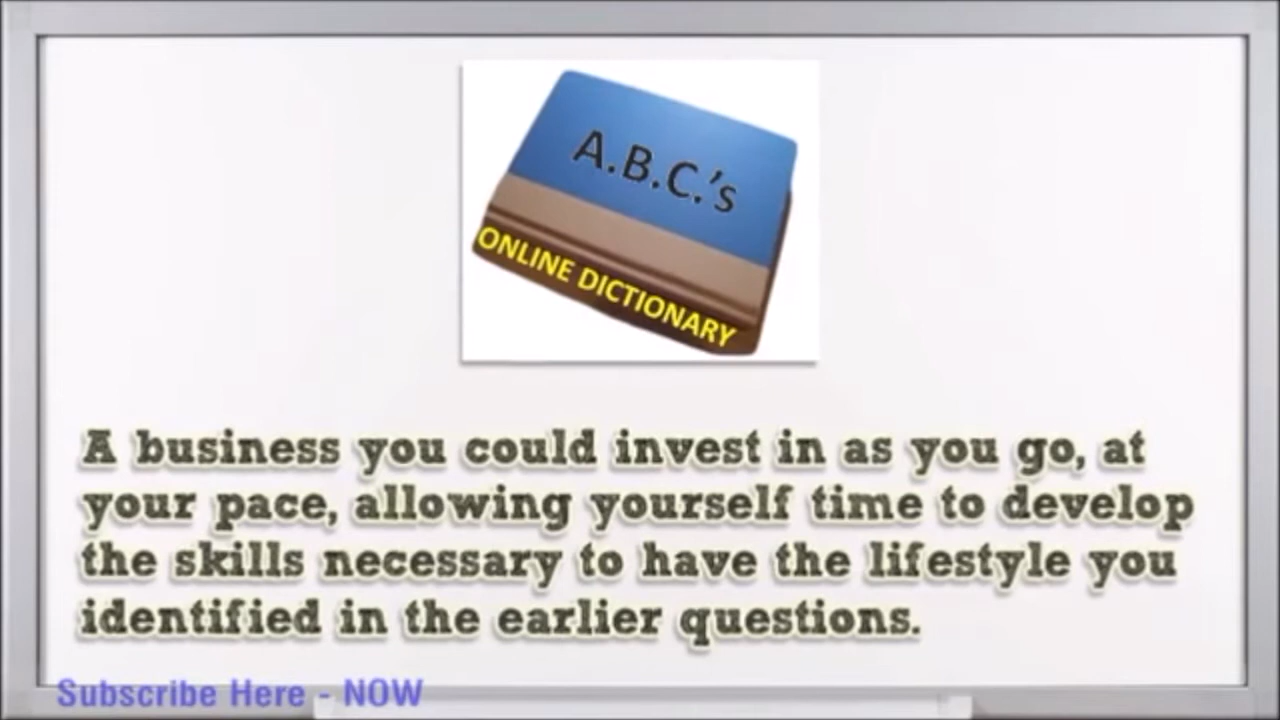 A.B.C.'s
ONLINE DICTIONARY
A business you could invest in as you go, at
your pace, allowing yourself time to develop
the skills necessary to have the lifestyle you
identified in the earlier questions.
Subscribe Here - NOW